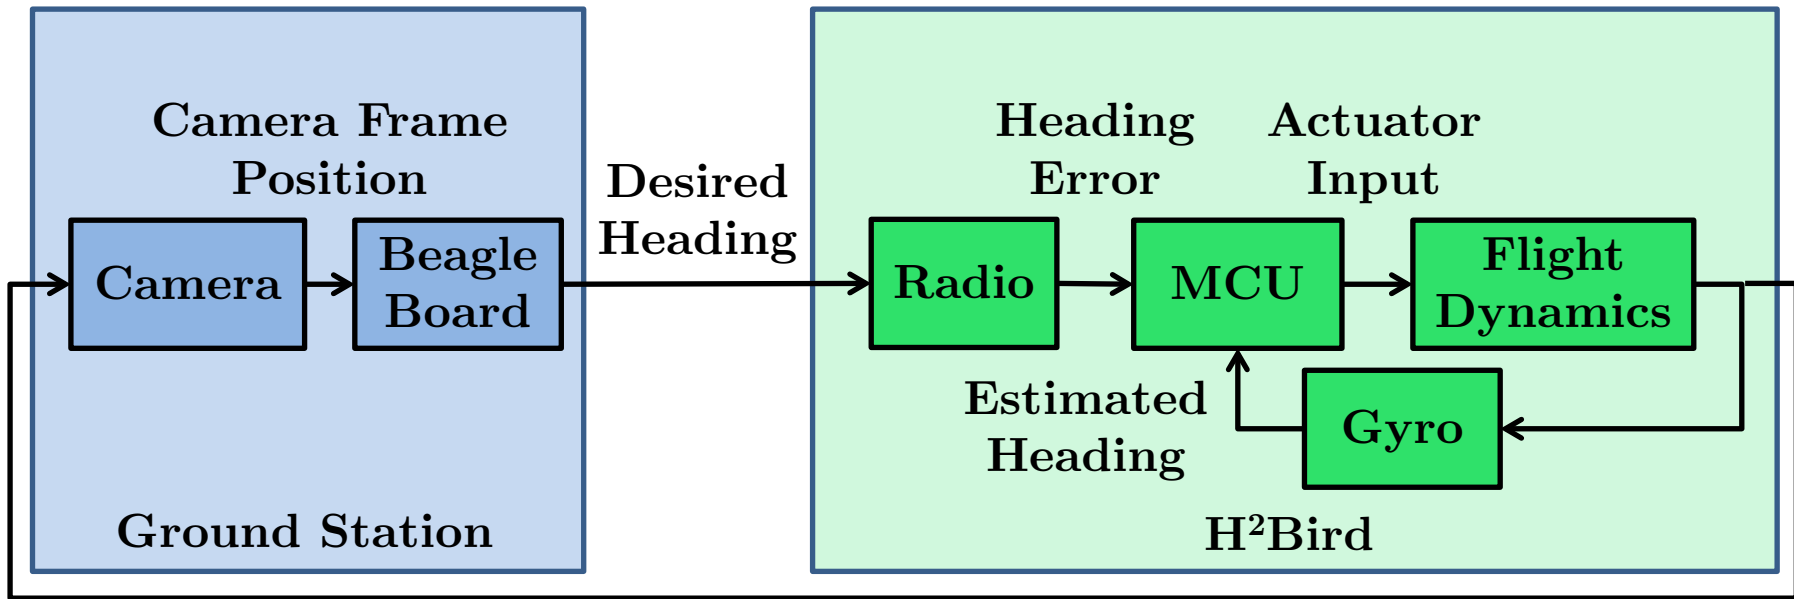 Camera Frame
Position
Camera
Beagle
Board
Ground Station
Desired
Heading
Heading
Error
Actuator
Input
Radio
MCU
Flight
Dynamics
Estimated
Heading
Gyro
H²Bird